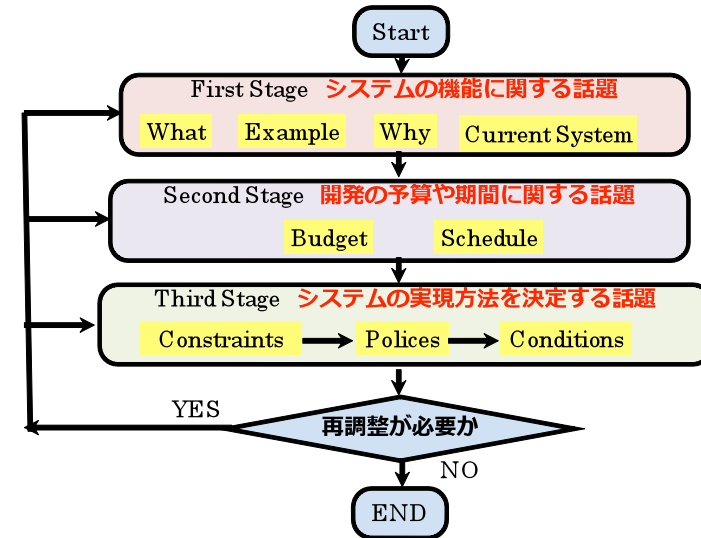 Start
First Stage システムの機能に関する話題
What Example Why Current System
Second Stage 開発の予算や期間に関する話題
Budget Schedule
Third Stage システムの実現方法を決定する話題
Constraints Polices Conditions
YES
再調整が必要か
NO
END